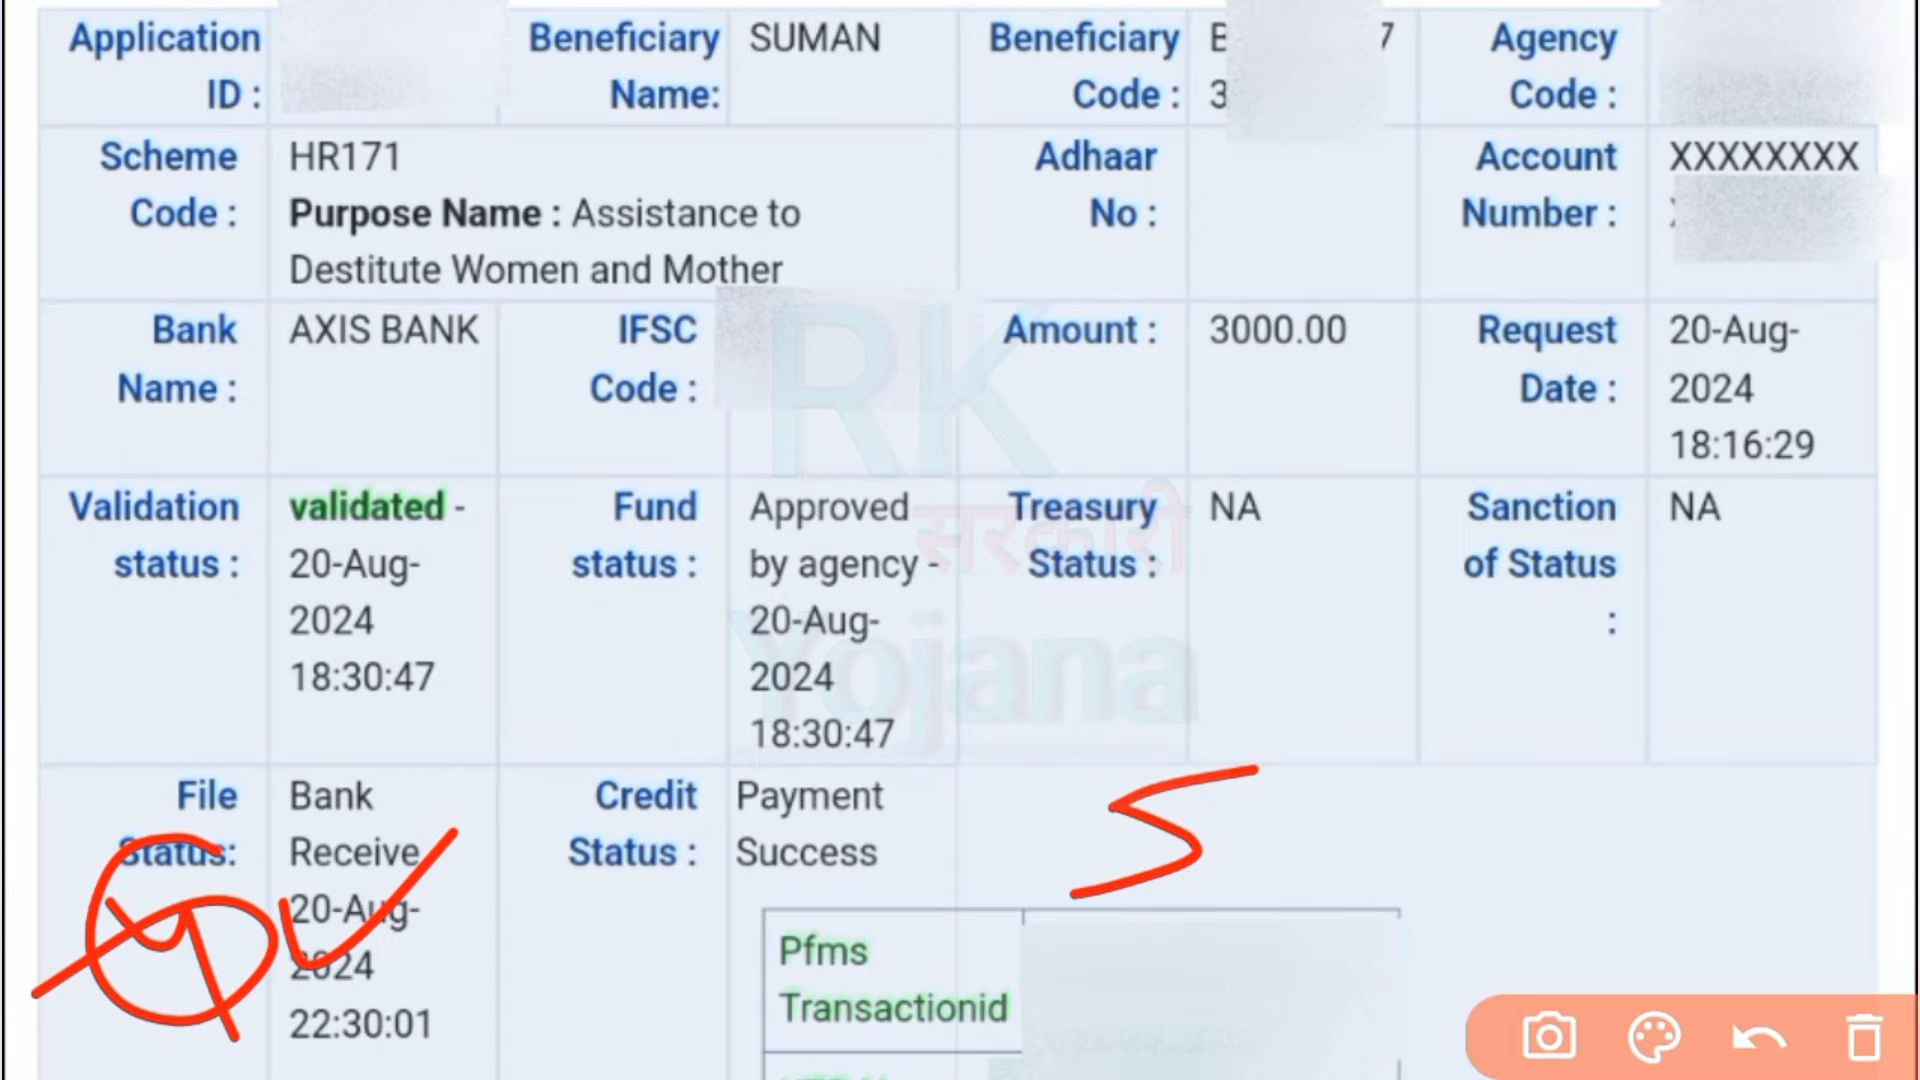 Application ID :
Beneficiary Name:
SUMAN
Beneficiary Code :
Agency Code :
Scheme Code :
HR171
Purpose Name : Assistance to
Destitute Women and Mother
Adhaar No :
Account Number :
XXXXXXXX
Bank Name :
AXIS BANK
IFSC Code :
Amount :
3000.00
Request Date :
20-Aug-
2024
18:16:29
Validation status :
validated -
20-Aug-
2024
18:30:47
Fund status :
Approved
by agency -
20-Aug-
2024
18:30:47
Treasury Status :
NA
Sanction of Status :
NA
RK
सरकारी
Yojana
File Status:
Bank
Receive
20-Aug-
2024
22:30:01
Credit Status :
Payment
Success
Pfms
Transactionid